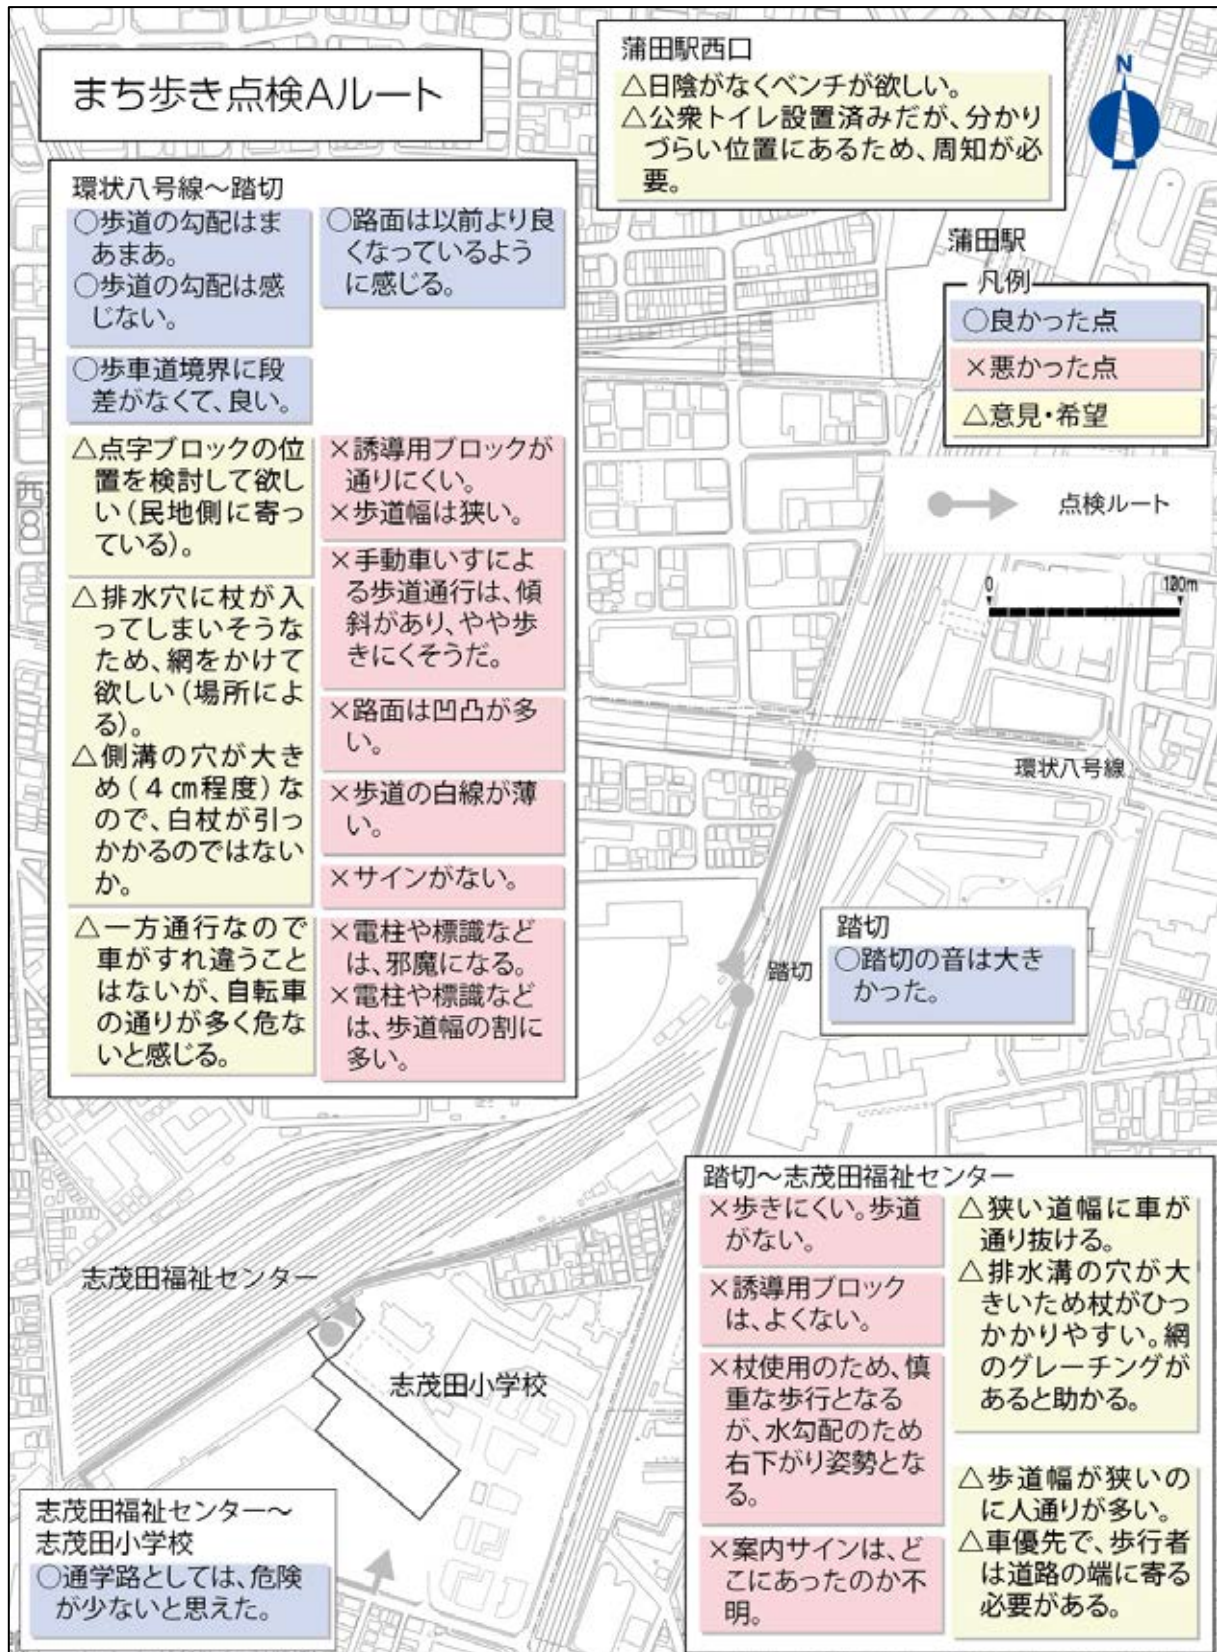 まち歩き点検Aルート
蒲田駅西口
△日陰がなくベンチが欲しい。
△公衆トイレ設置済みだが、分かり
づらい位置にあるため、周知が必
要。
N
環状八号線～踏切
○歩道の勾配はま
あまあ。
○歩道の勾配は感
じない。
○路面は以前より良
くなっているよう
に感じる。
○歩車道境界に段
差がなくて、良い。
△点字ブロックの位
置を検討して欲し
い（民地側に寄っ
ている）。
×誘導用ブロックが
通りにくい。
×歩道幅は狭い。
×手動車いすによ
る歩道通行は、傾
斜があり、やや歩
きにくそうだ。
△排水穴に杖が入
ってしまいそうな
ため、網をかけて
欲しい（場所によ
る）。
△側溝の穴が大き
め（４㎝程度）な
ので、白杖が引っ
かかるのではない
か。
×路面は凹凸が多
い。
×歩道の白線が薄
い。
×サインがない。
△一方通行なので
車がすれ違うこと
はないが、自転車
の通りが多く危な
いと感じる。
×電柱や標識など
は、邪魔になる。
×電柱や標識など
は、歩道幅の割に
多い。
蒲田駅
凡例
○良かった点
×悪かった点
△意見・希望
点検ルート
0
環状八号線
踏切
踏切
○踏切の音は大き
かった。
踏切～志茂田福祉センター
×歩きにくい。歩道
がない。
×誘導用ブロック
は、よくない。
×杖使用のため、慎
重な歩行となる
が、水勾配のため
右下がり姿勢とな
る。
×案内サインは、ど
こにあったのか不
明。
△狭い道幅に車が
通り抜ける。
△排水溝の穴が大
きいため杖がひっ
かかりやすい。網
のグレーチングが
あると助かる。
△歩道幅が狭いの
に人通りが多い。
△車優先で、歩行者
は道路の端に寄る
必要がある。
志茂田福祉センター
志茂田小学校
志茂田福祉センター～
志茂田小学校
○通学路としては、危険
が少ないと思えた。